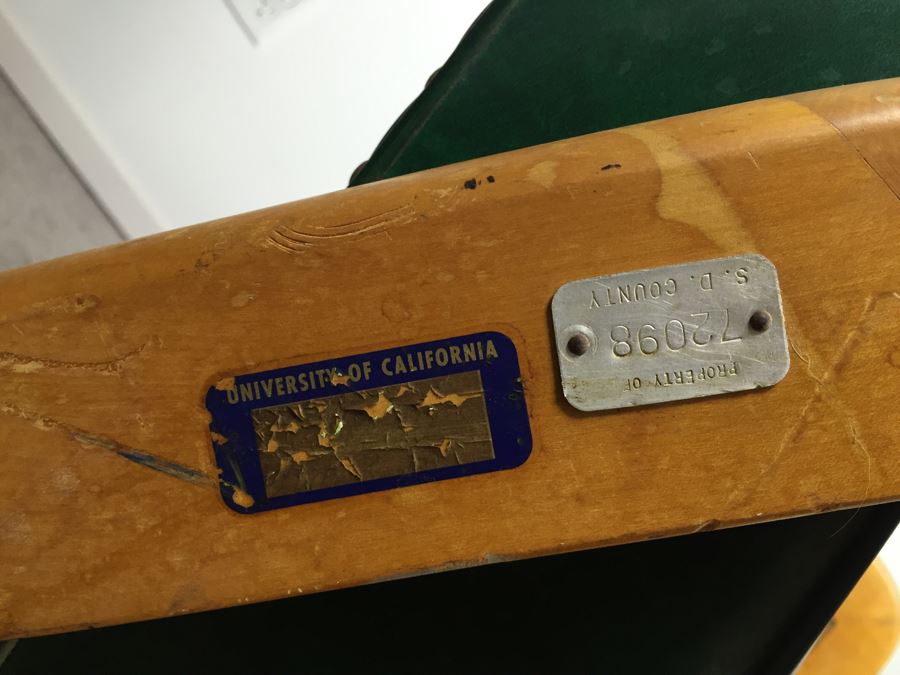 UNIVERSITY OF CALIFORNIA
PROPERTY OF
72098
S. D. COUNTY